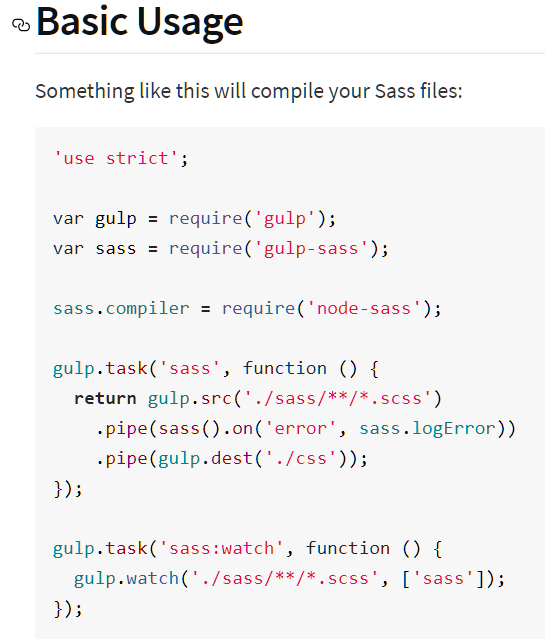 Basic Usage
Something like this will compile your Sass files:
'use strict';
var gulp = require('gulp');
var sass = require('gulp-sass');
sass.compiler = require('node-sass');
gulp.task('sass', function () {
  return gulp.src('./sass/**/*.scss')
    .pipe(sass().on('error', sass.logError))
    .pipe(gulp.dest('./css'));
});
gulp.task('sass:watch', function () {
  gulp.watch('./sass/**/*.scss', ['sass']);
});